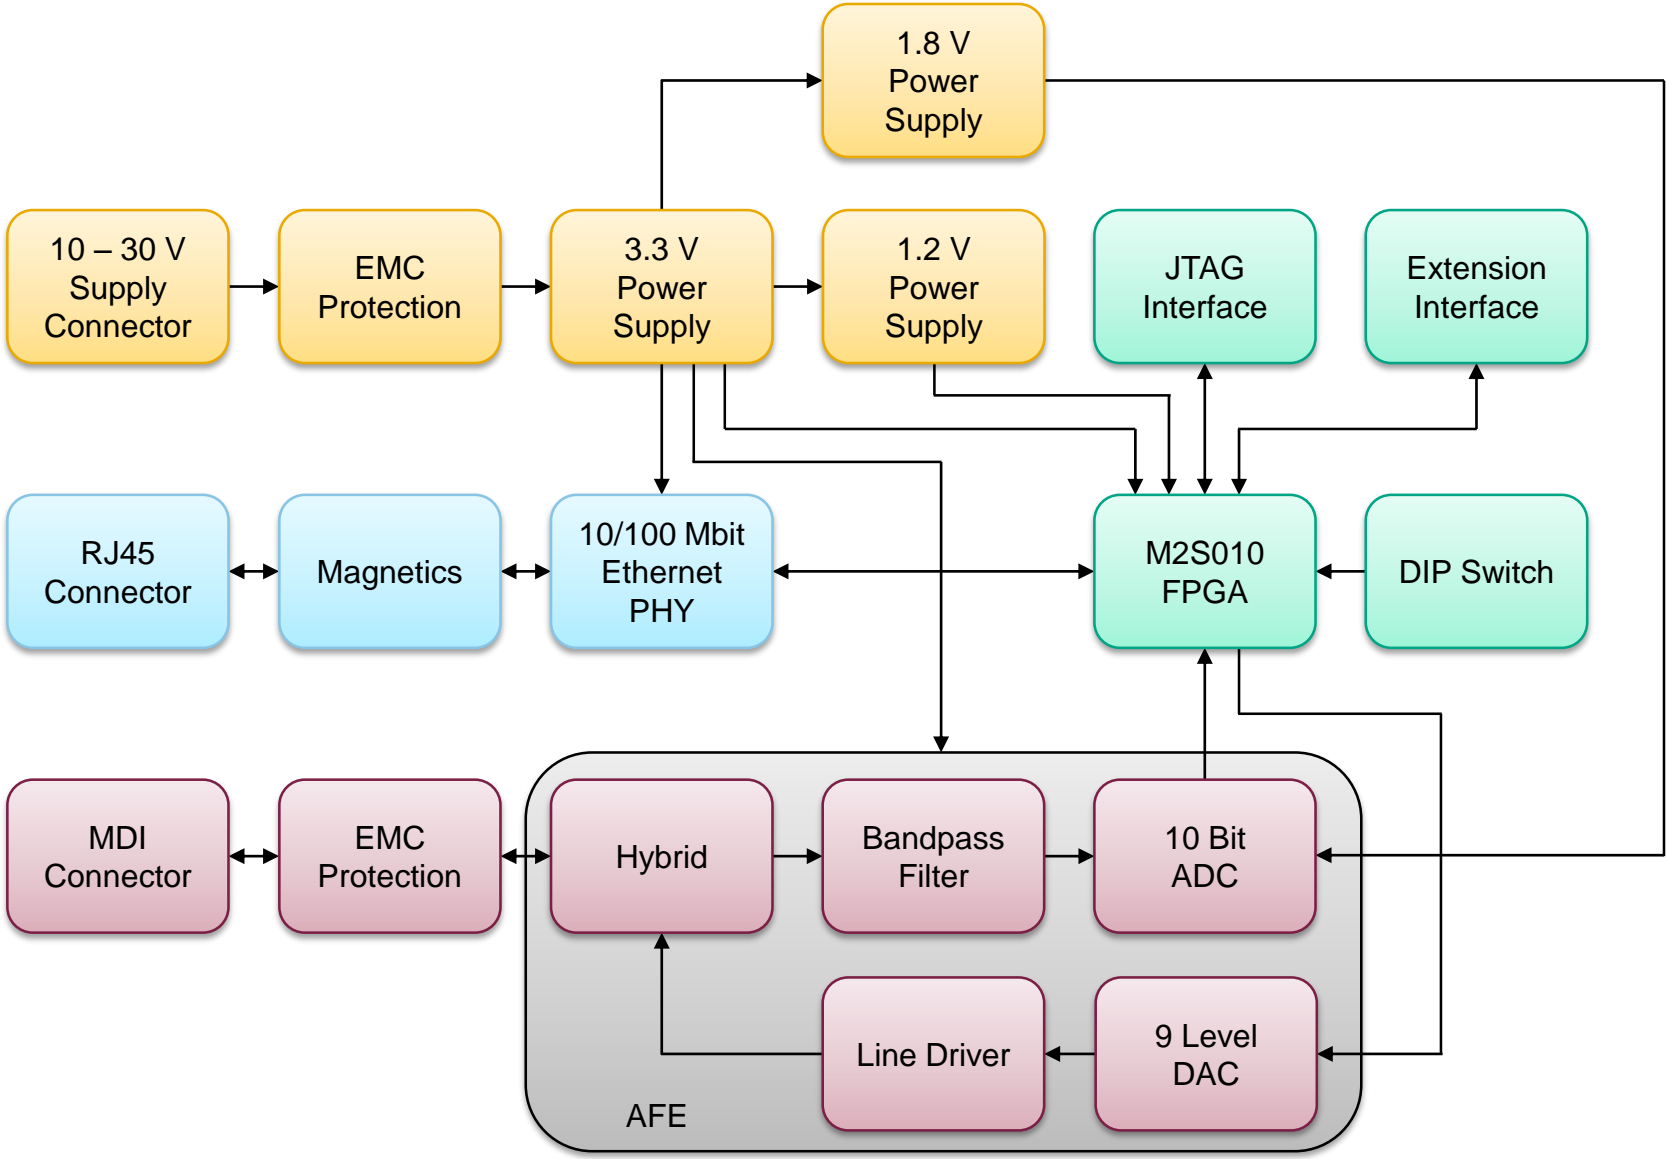 1.8 V
Power
Supply
10 – 30 V
Supply
Connector
EMC
Protection
3.3 V
Power
Supply
1.2 V
Power
Supply
JTAG
Interface
Extension
Interface
RJ45
Connector
Magnetics
10/100 Mbit
Ethernet
PHY
M2S010
FPGA
DIP Switch
MDI
Connector
EMC
Protection
Hybrid
Bandpass
Filter
10 Bit
ADC
Line Driver
9 Level
DAC
AFE